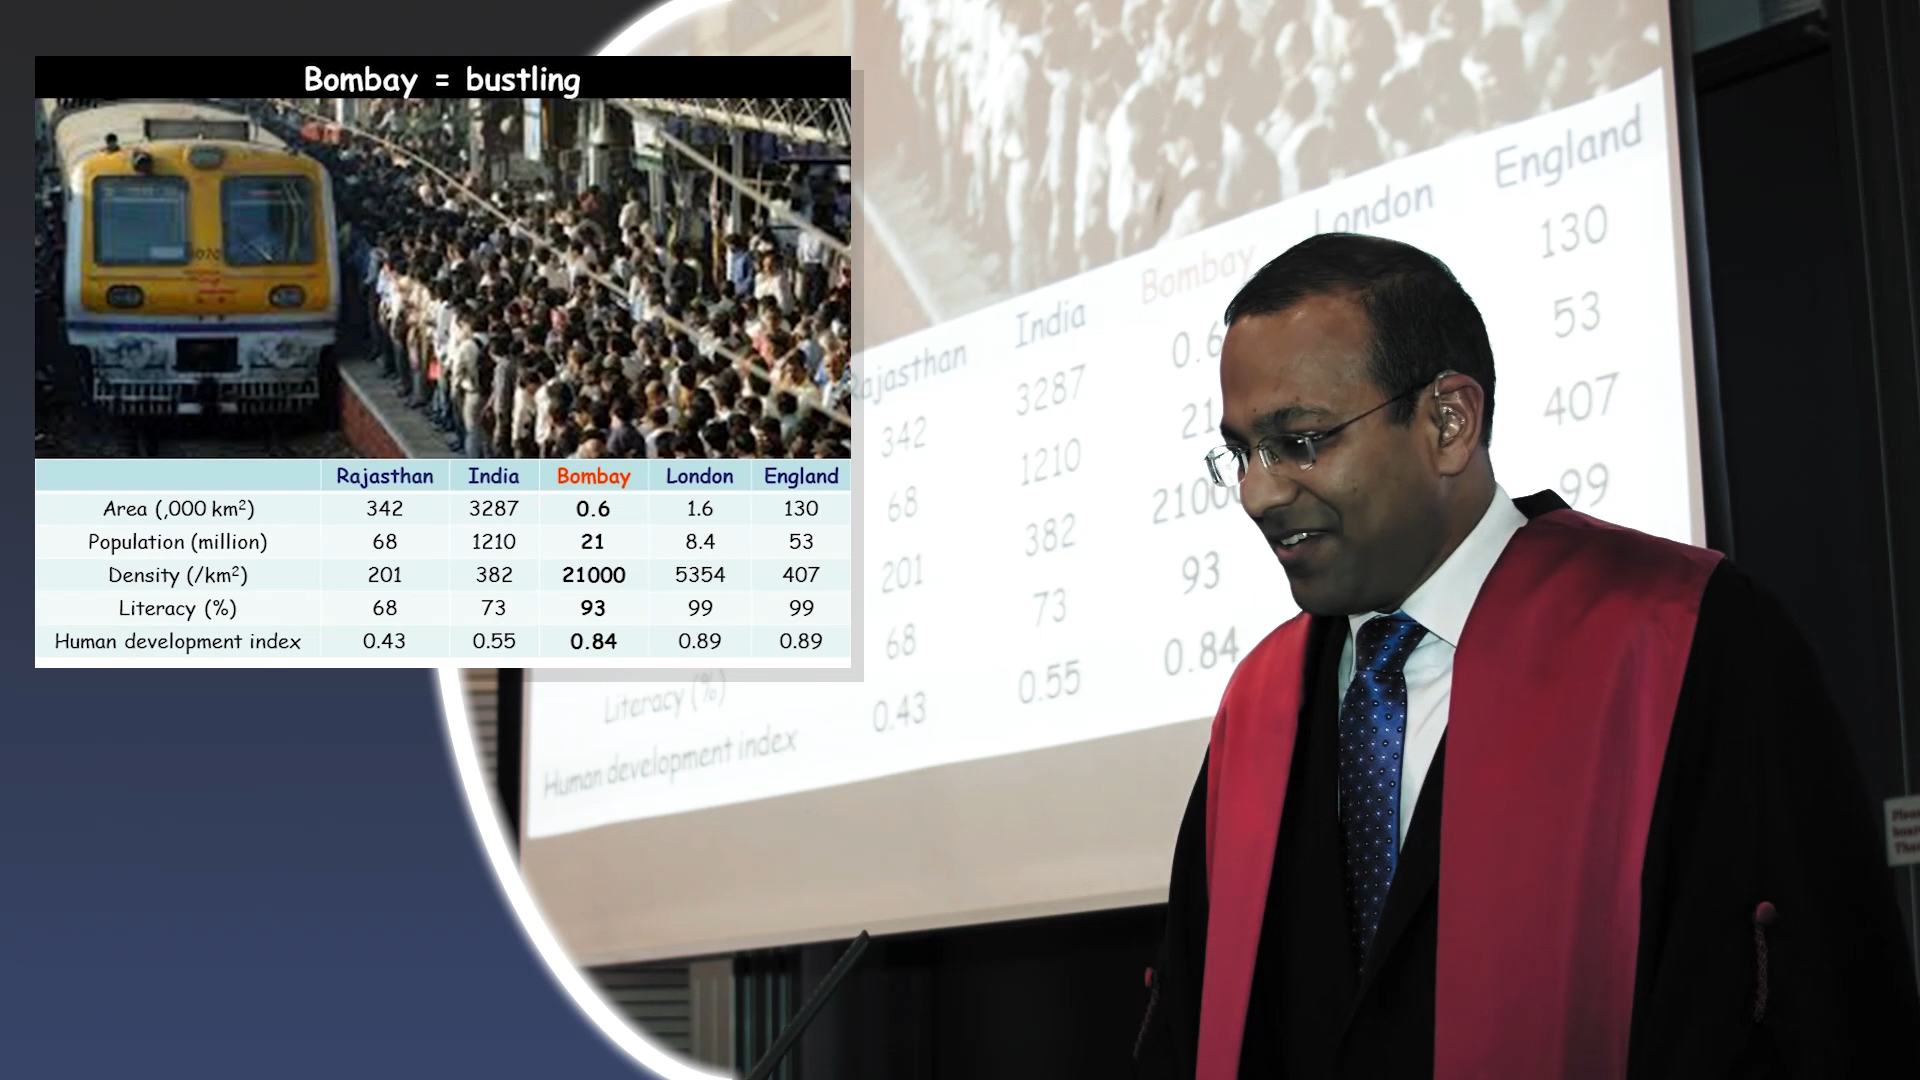 Bombay = bustling
Rajasthan India Bombay London England
Area (,000 km²) 342 3287 0.6 1.6 130
Population (million) 68 1210 21 8.4 53
Density (/km²) 201 382 21000 5354 407
Literacy (%) 68 73 93 99 99
Human development index 0.43 0.55 0.84 0.89 0.89
Rajasthan India Bombay London England
342 3287 0.6 130
68 1210 21 53
201 382 2100 407
Literacy (%) 68 73 93 99
Human development index 0.43 0.55 0.84